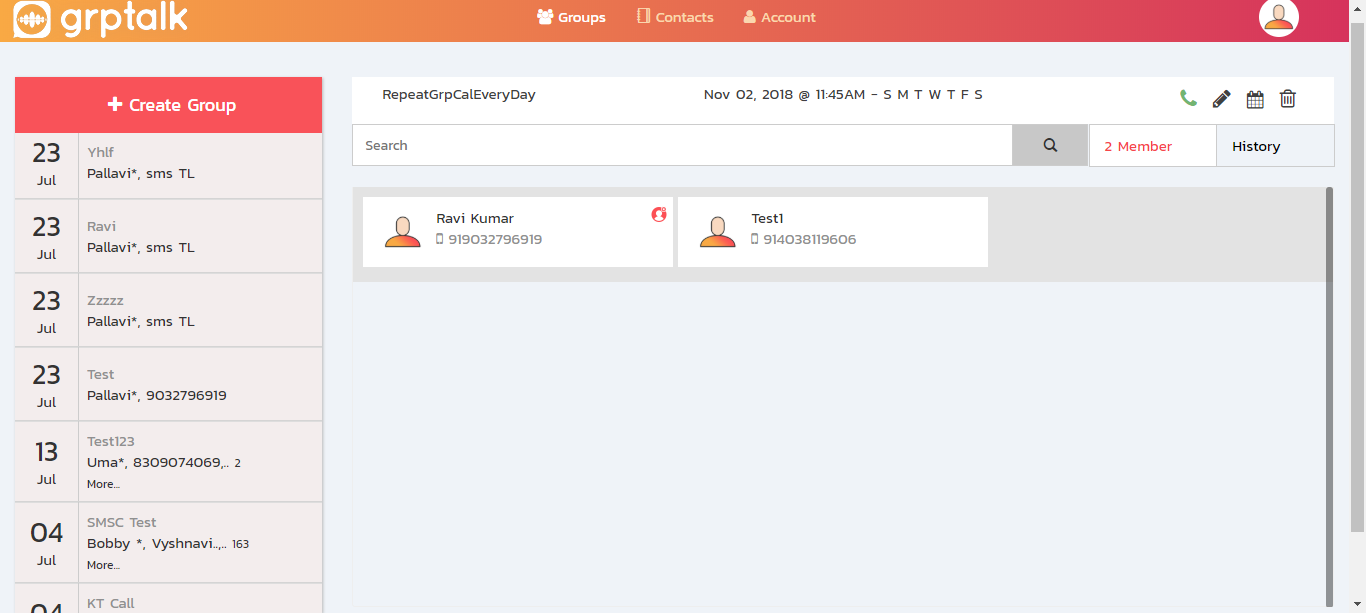 grptalk
Groups
Contacts
Account
Create Group
23
Jul
Yhlf
Pallavi*, sms TL
23
Jul
Ravi
Pallavi*, sms TL
23
Jul
Zzzzz
Pallavi*, sms TL
23
Jul
Test
Pallavi*, 9032796919
13
Jul
Test123
Uma*, 8309074069,.. 2
More...
04
Jul
SMSC Test
Bobby *, Vyshnavi..,.. 163
More...
04
KT Call
RepeatGrpCalEveryDay
Nov 02, 2018 @ 11:45AM - S M T W T F S
Search
2 Member
History
Ravi Kumar
919032796919
Test1
914038119606